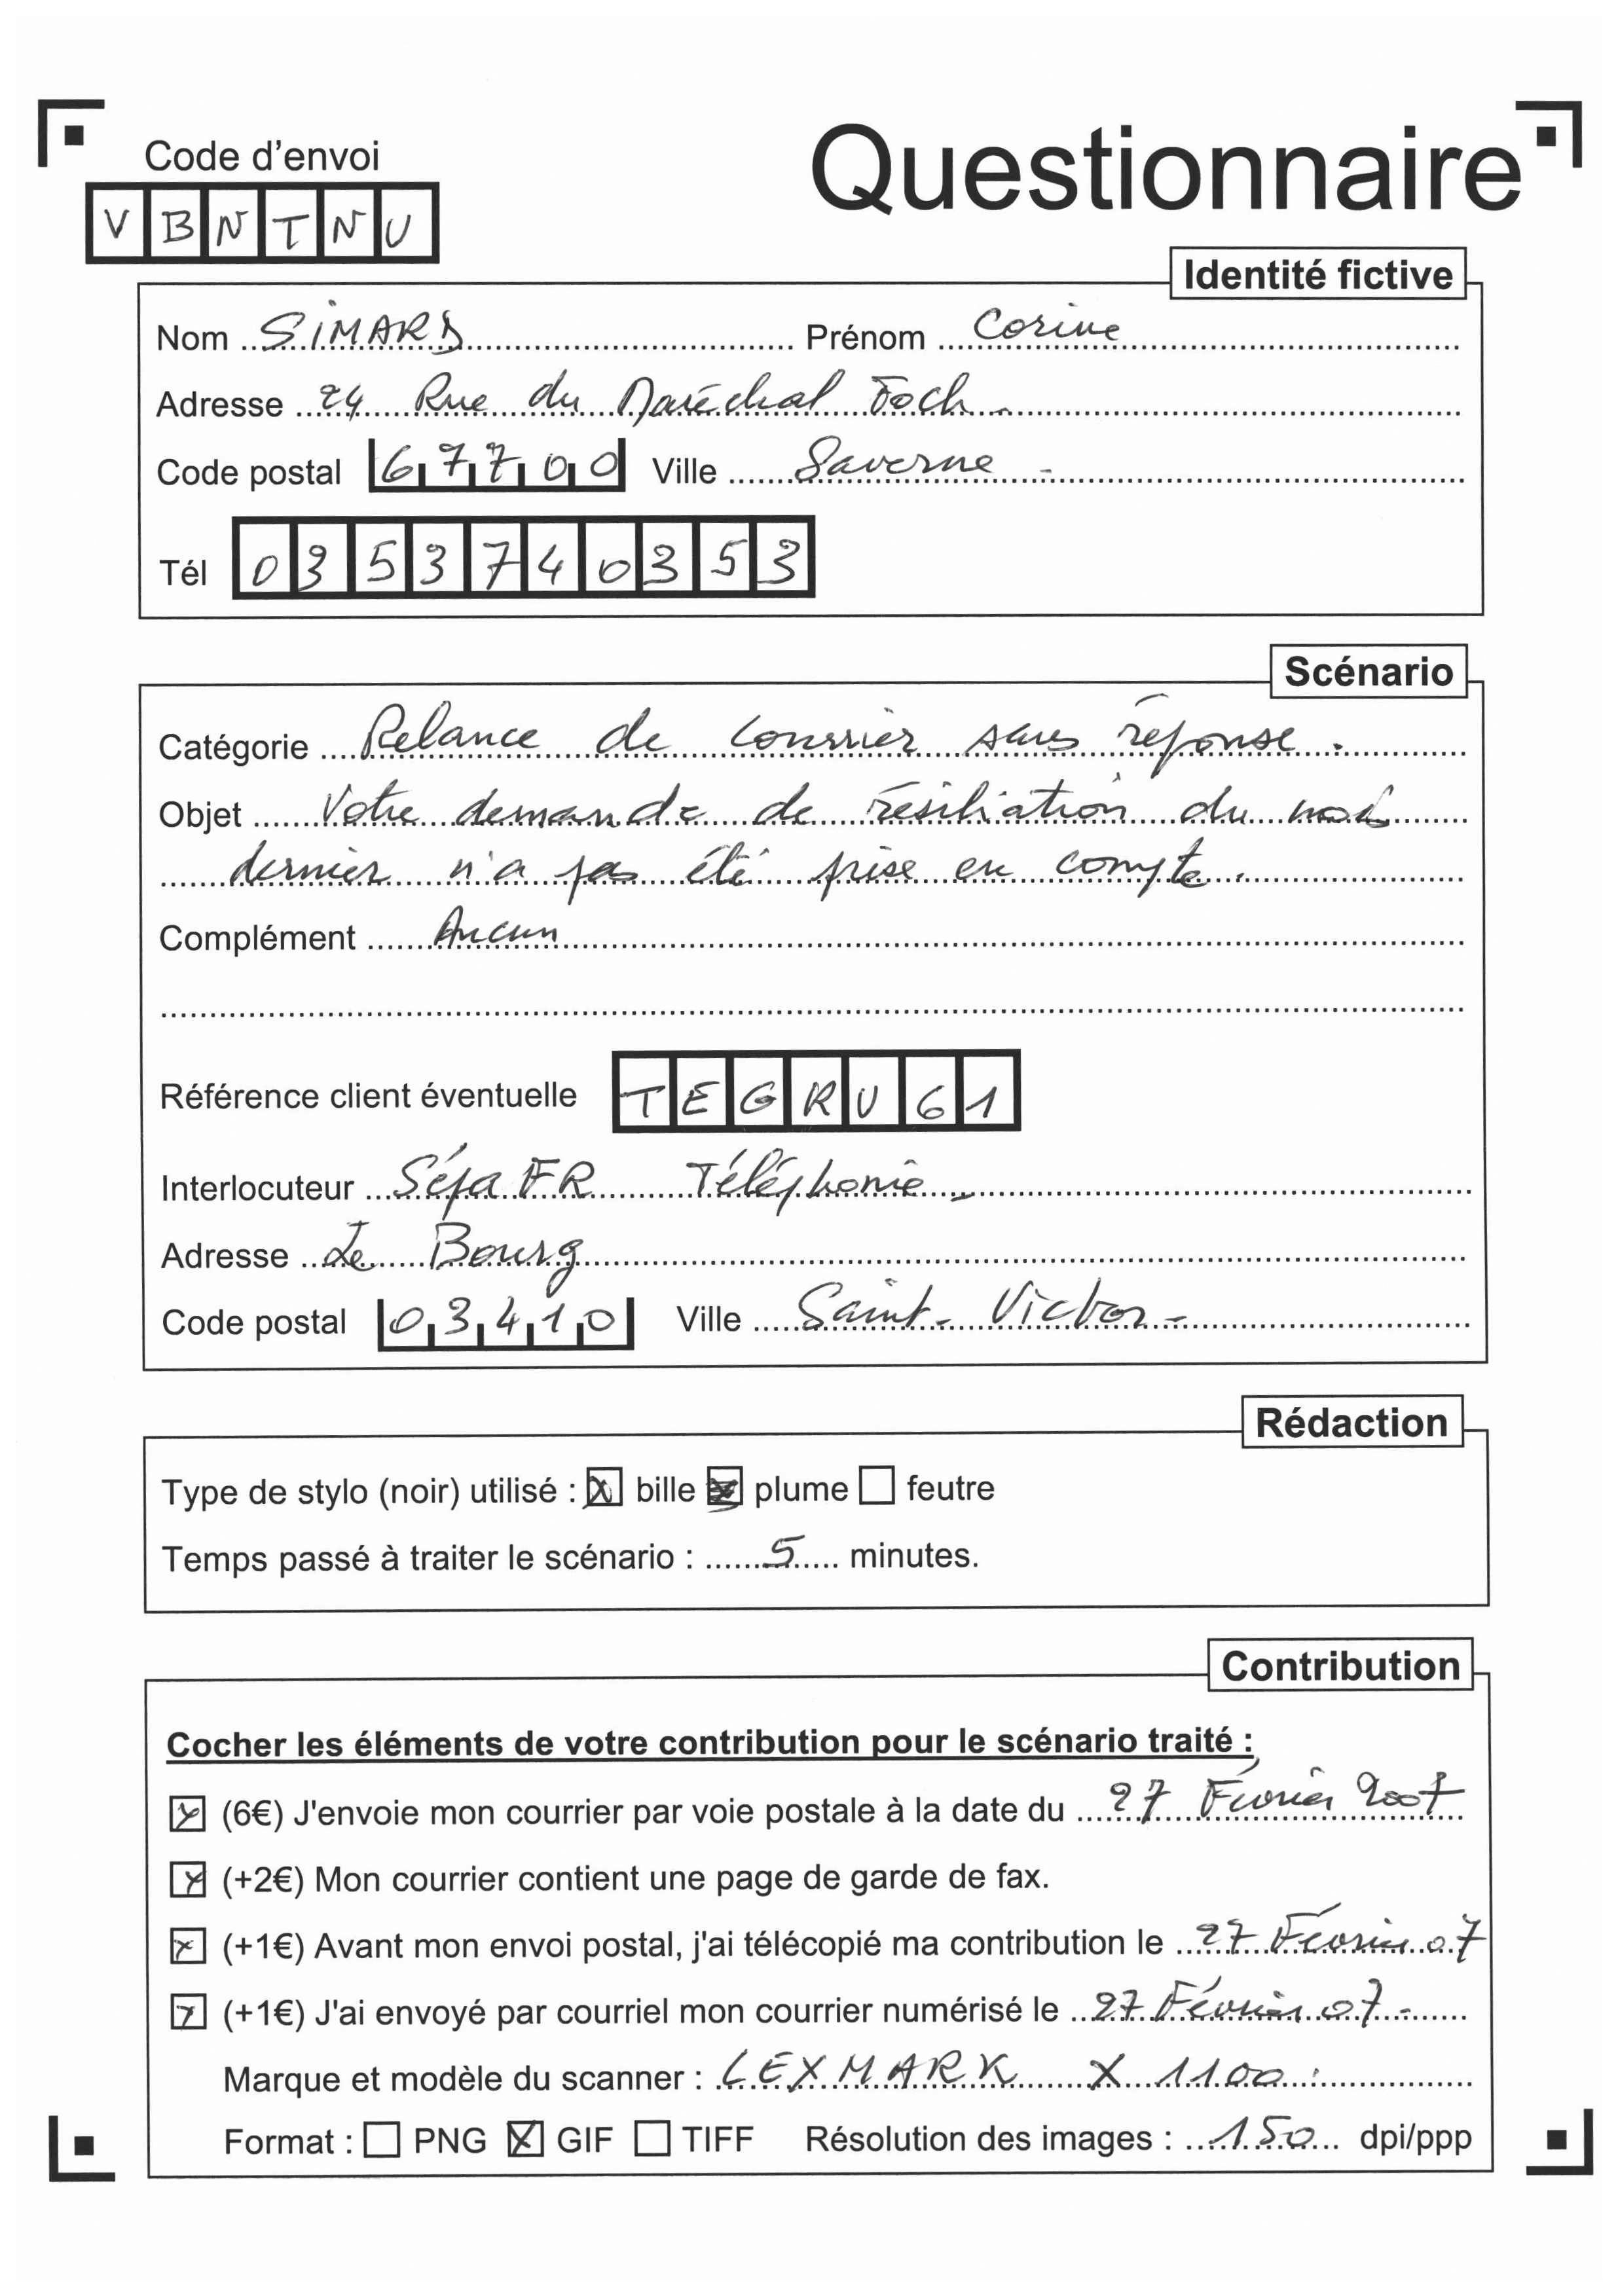 Questionnaire
Code d'envoi
VBNTNU
Identité fictive
Nom SIMARD Prénom Corine
Adresse 24 Rue du Maréchal Foch.
Code postal 67700 Ville Saverne -
Tél 0353740353
Scénario
Catégorie Relance de courrier sans réponse.
Objet Votre demande de résiliation du mois
dernier n'a pas été prise en compte.
Complément Aucun
Référence client éventuelle TEGRU61
Interlocuteur SépaFR Téléphonie -
Adresse Le Bourg
Code postal 03410 Ville Saint-Victor -
Rédaction
Type de stylo (noir) utilisé : bille plume feutre
Temps passé à traiter le scénario : 5 minutes.
Contribution
Cocher les éléments de votre contribution pour le scénario traité :
(6€) J'envoie mon courrier par voie postale à la date du 27 Février 2007
(+2€) Mon courrier contient une page de garde de fax.
(+1€) Avant mon envoi postal, j'ai télécopié ma contribution le 27 Février 07
(+1€) J'ai envoyé par courriel mon courrier numérisé le 27 Février 07 -
Marque et modèle du scanner : LEXMARK X 1100.
Format : PNG GIF TIFF Résolution des images : 150 dpi/ppp